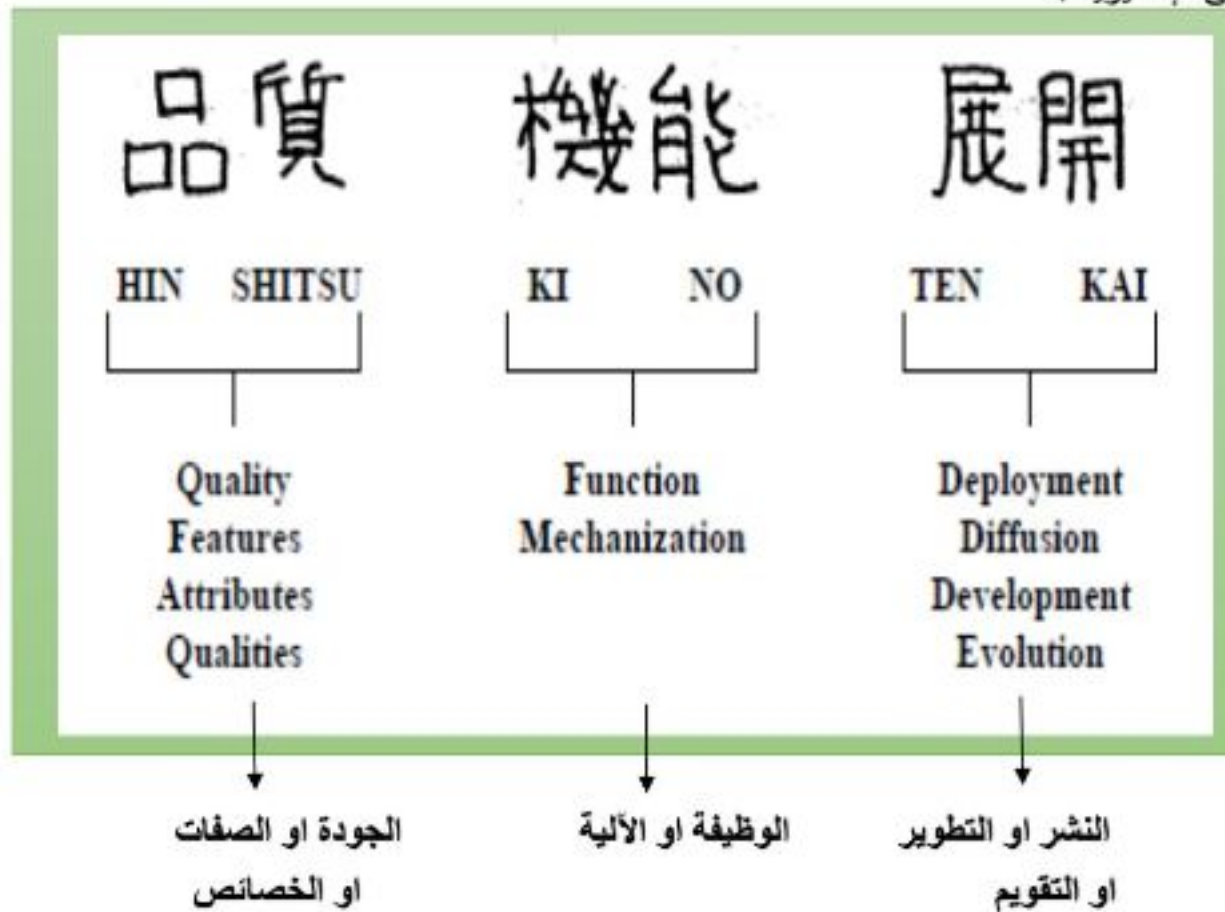 品質 機能 展開
HIN SHITSU KI NO TEN KAI
Quality Function Deployment
Features Mechanization Diffusion
Attributes Development
Qualities Evolution
الجودة او الصفات الوظيفة او الآلية النشر او التطوير
او الخصائص او التقويم